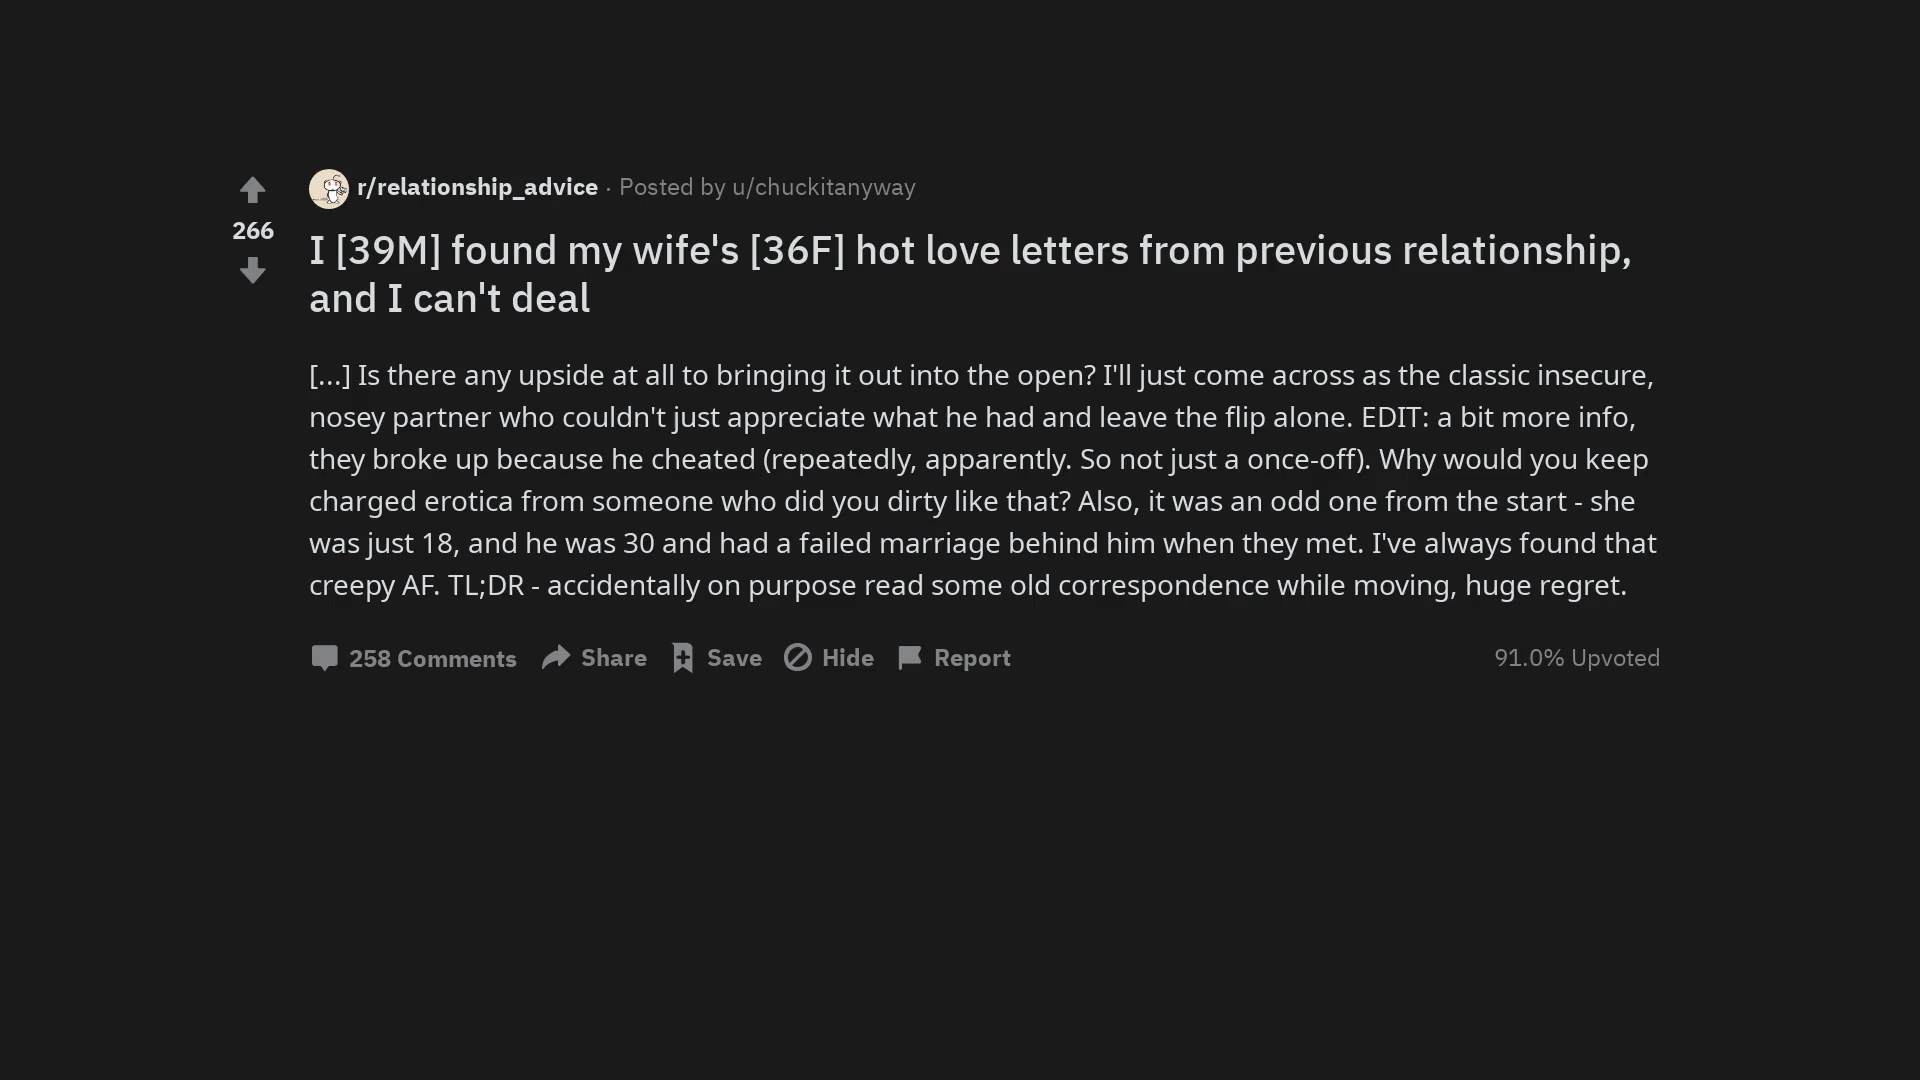 r/relationship_advice · Posted by u/chuckitanyway
266
I [39M] found my wife's [36F] hot love letters from previous relationship,
and I can't deal
[...] Is there any upside at all to bringing it out into the open? I'll just come across as the classic insecure,
nosey partner who couldn't just appreciate what he had and leave the flip alone. EDIT: a bit more info,
they broke up because he cheated (repeatedly, apparently. So not just a once-off). Why would you keep
charged erotica from someone who did you dirty like that? Also, it was an odd one from the start - she
was just 18, and he was 30 and had a failed marriage behind him when they met. I've always found that
creepy AF. TL;DR - accidentally on purpose read some old correspondence while moving, huge regret.
258 Comments Share Save Hide Report 91.0% Upvoted